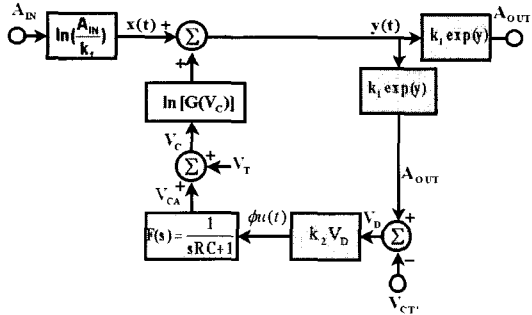 A_IN
ln(A_IN/k_1)
x(t) +
Σ
y(t)
k_1 exp(y)
A_OUT
+
k_1 exp(y)
ln [G(V_C)]
V_C
+
Σ
V_T
+
V_CA
A_OUT
F(s) = 1/(sRC+1)
ϕu(t)
k_2 V_D
V_D
+
Σ
−
V_CT'